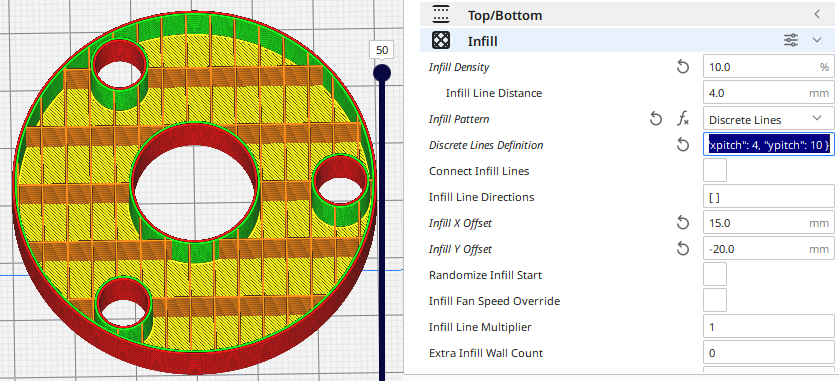 50
Top/Bottom
Infill
Infill Density 10.0 %
Infill Line Distance 4.0 mm
Infill Pattern Discrete Lines
Discrete Lines Definition xpitch": 4, "ypitch": 10 }
Connect Infill Lines
Infill Line Directions [ ]
Infill X Offset 15.0 mm
Infill Y Offset -20.0 mm
Randomize Infill Start
Infill Fan Speed Override
Infill Line Multiplier 1
Extra Infill Wall Count 0